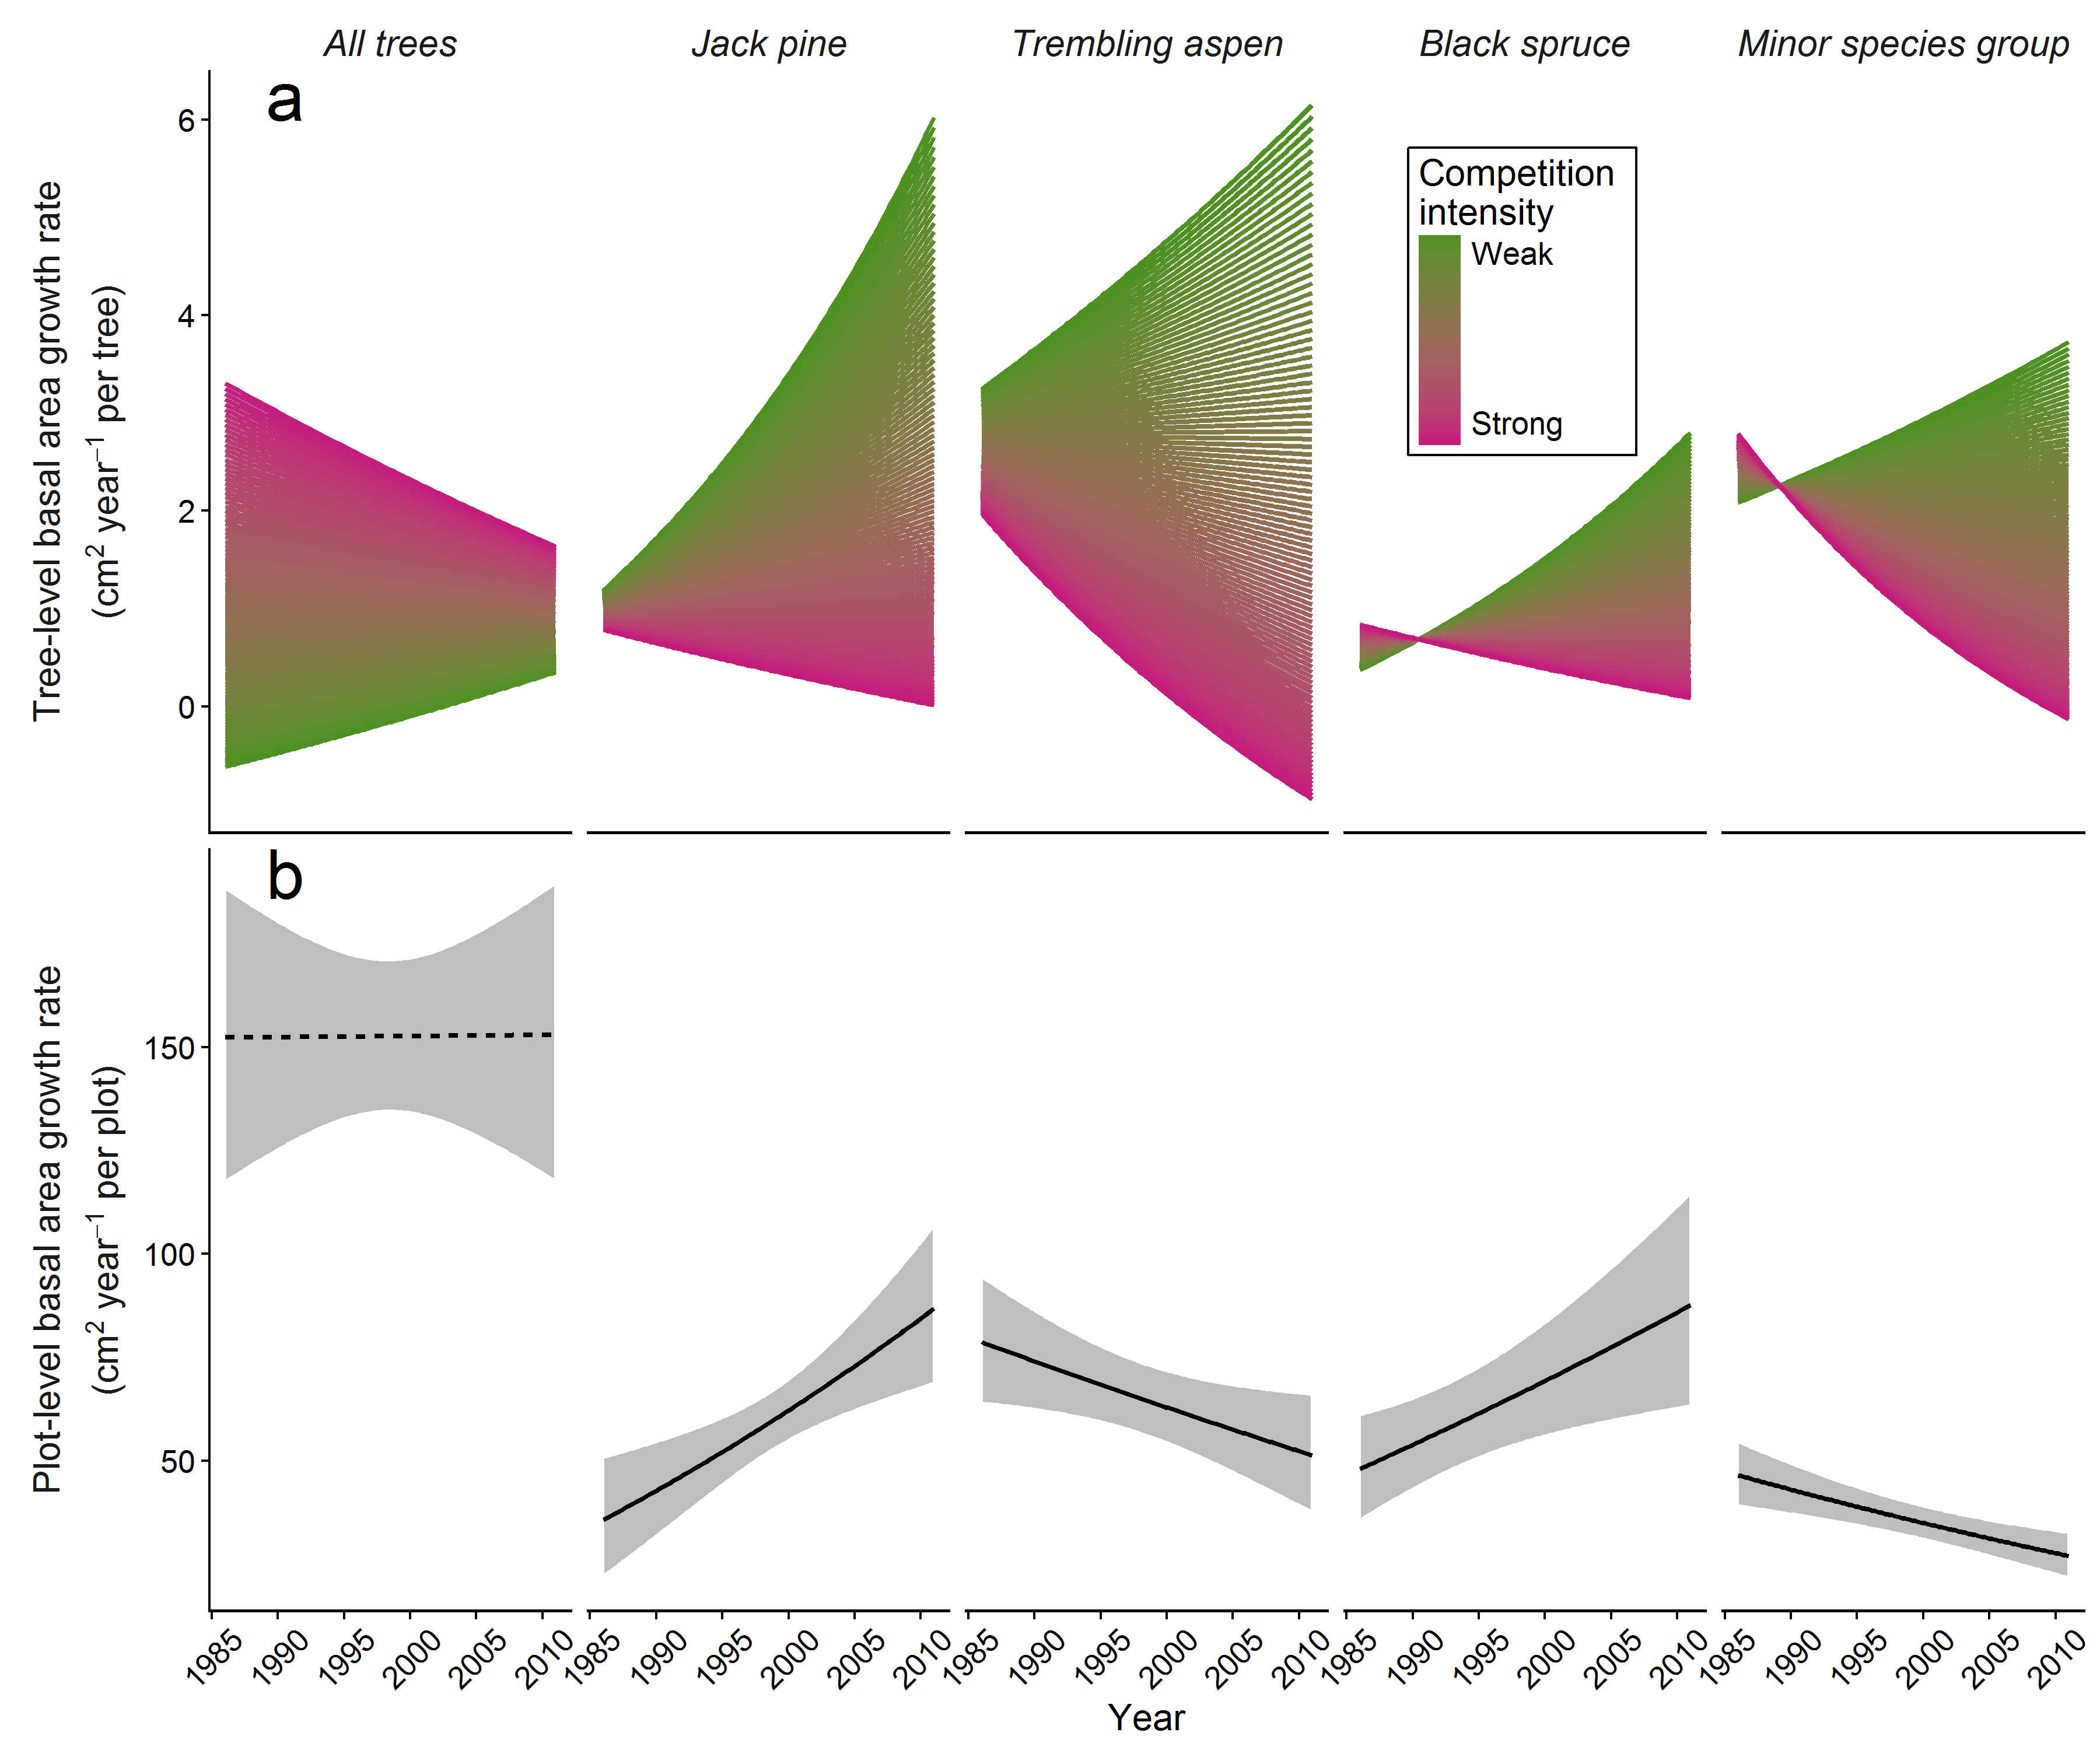 All trees
Jack pine
Trembling aspen
Black spruce
Minor species group
a
Tree-level basal area growth rate
(cm² year⁻¹ per tree)
6
4
2
0
Competition
intensity
Weak
Strong
b
Plot-level basal area growth rate
(cm² year⁻¹ per plot)
150
100
50
1985 1990 1995 2000 2005 2010
1985 1990 1995 2000 2005 2010
1985 1990 1995 2000 2005 2010
1985 1990 1995 2000 2005 2010
1985 1990 1995 2000 2005 2010
Year